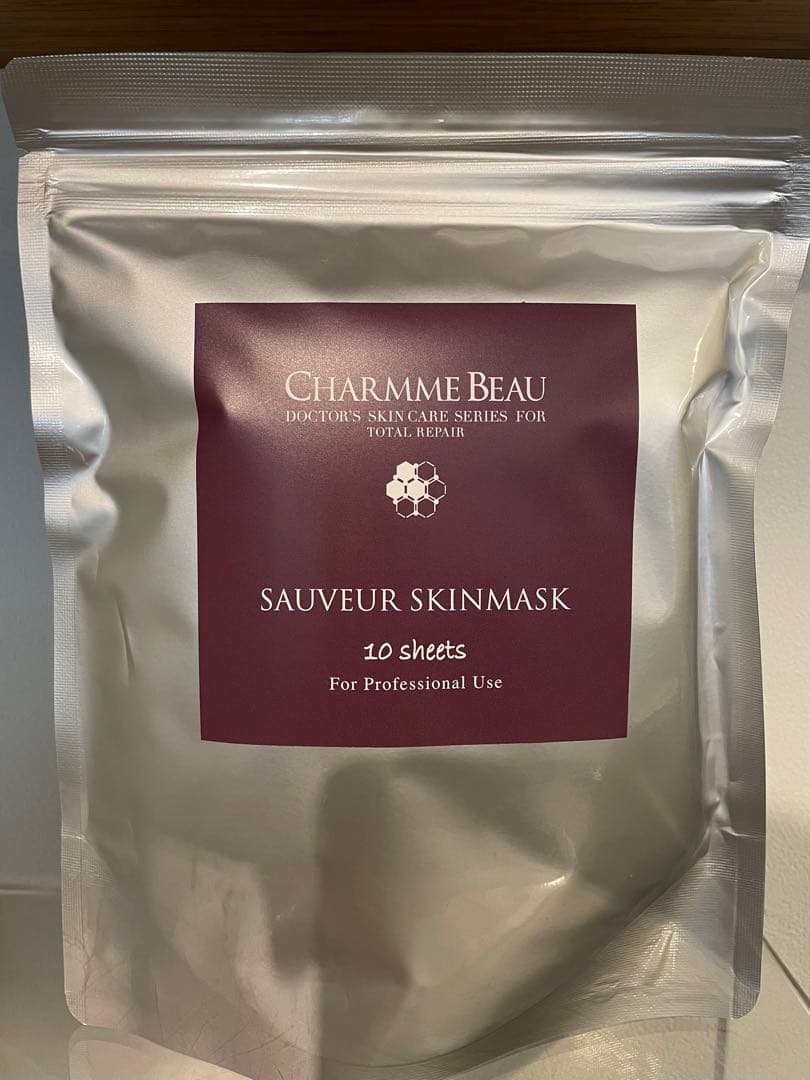 CHARMME BEAU
DOCTOR'S SKIN CARE SERIES FOR
TOTAL REPAIR
SAUVEUR SKINMASK
10 sheets
For Professional Use